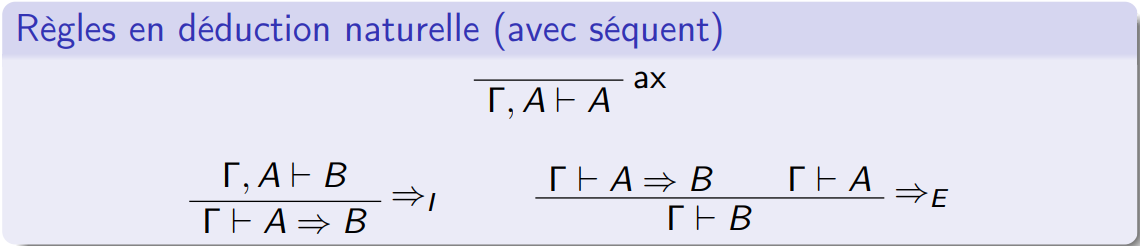 Règles en déduction naturelle (avec séquent)
ax
Γ, A ⊢ A
Γ, A ⊢ B
⇒I
Γ ⊢ A ⇒ B
Γ ⊢ A ⇒ B Γ ⊢ A
⇒E
Γ ⊢ B